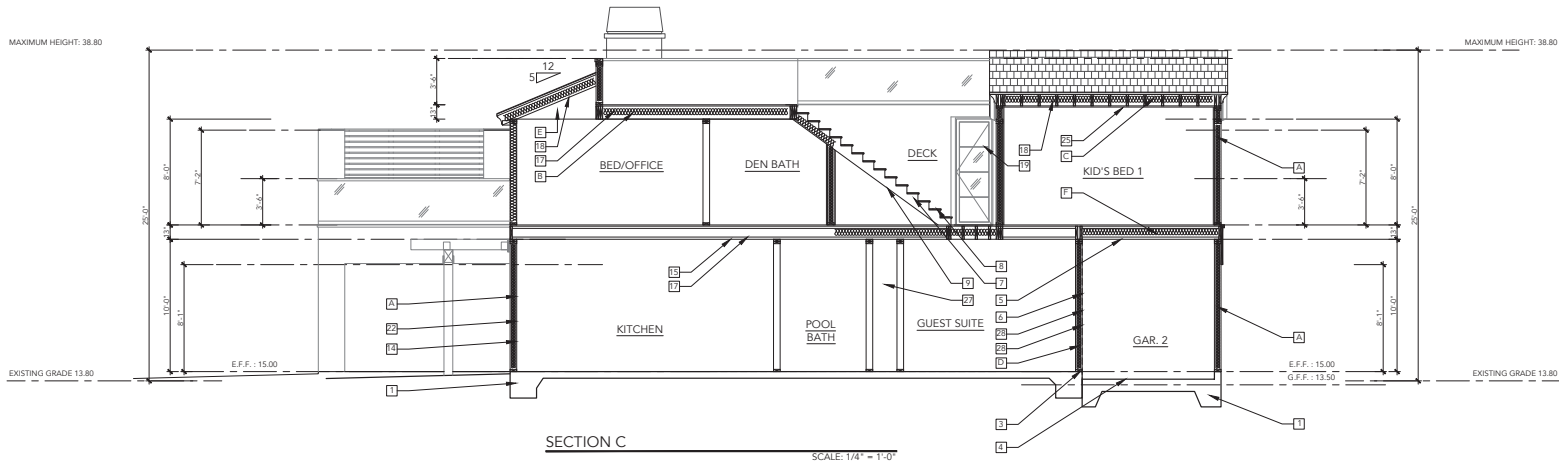 MAXIMUM HEIGHT: 38.80
MAXIMUM HEIGHT: 38.80
12
5
3'-6"
13"
E
18
17
B
BED/OFFICE
DEN BATH
DECK
18
19
25
C
KID'S BED 1
A
F
8'-0"
7'-2"
3'-6"
25'-0"
13"
8'-0"
7'-2"
3'-6"
25'-0"
13"
15
17
A
22
14
1
KITCHEN
POOL
BATH
27
GUEST SUITE
9
8
7
5
6
28
28
D
3
4
GAR. 2
A
1
10'-0"
8'-1"
10'-0"
8'-1"
E.F.F. : 15.00
EXISTING GRADE 13.80
E.F.F. : 15.00
G.F.F. : 13.50
EXISTING GRADE 13.80
SECTION C
SCALE: 1/4" = 1'-0"